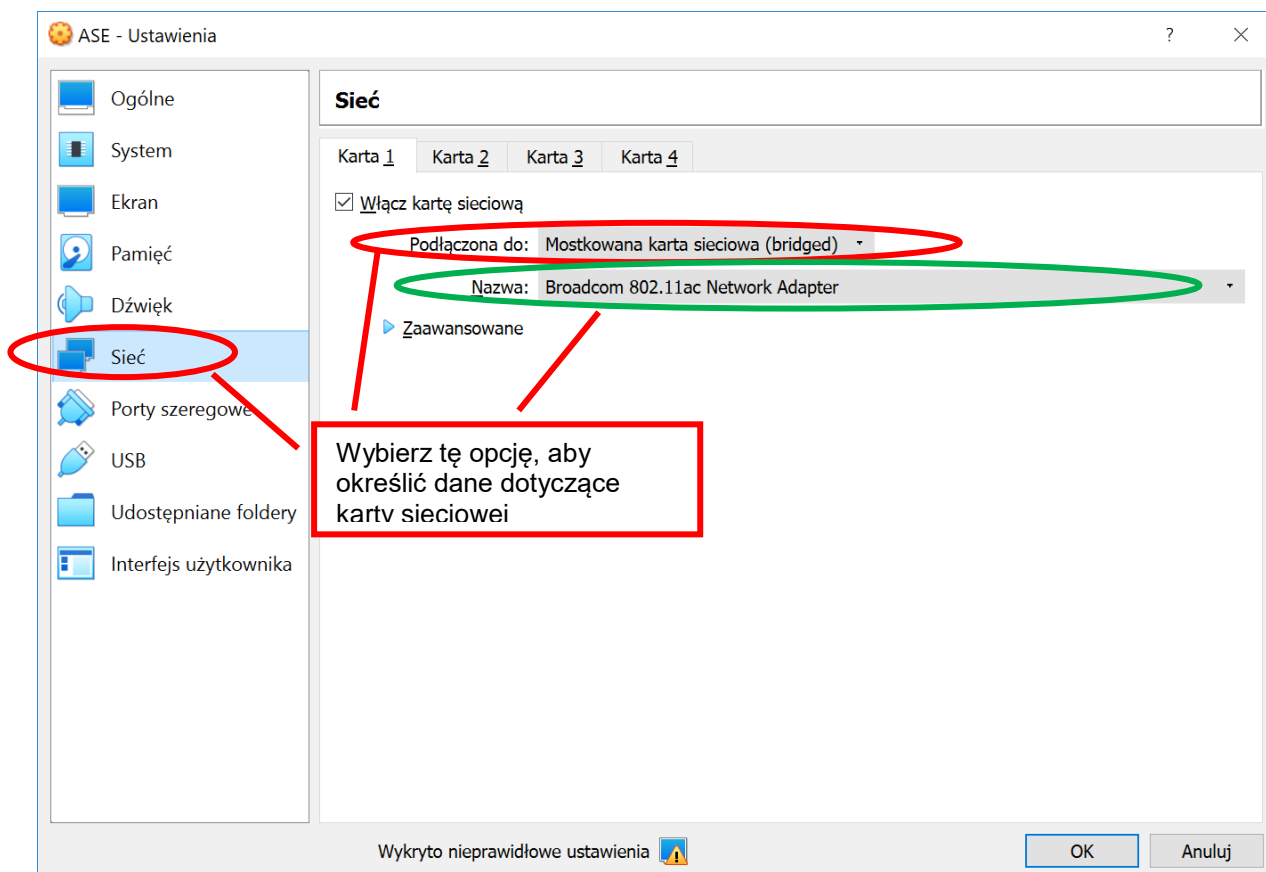 ASE - Ustawienia
?
Ogólne
System
Ekran
Pamięć
Dźwięk
Sieć
Porty szeregowe
USB
Udostępniane foldery
Interfejs użytkownika
Sieć
Karta 1 Karta 2 Karta 3 Karta 4
Włącz kartę sieciową
Podłączona do: Mostkowana karta sieciowa (bridged)
Nazwa: Broadcom 802.11ac Network Adapter
Zaawansowane
Wybierz tę opcję, aby
określić dane dotyczące
karty sieciowej
Wykryto nieprawidłowe ustawienia
OK Anuluj